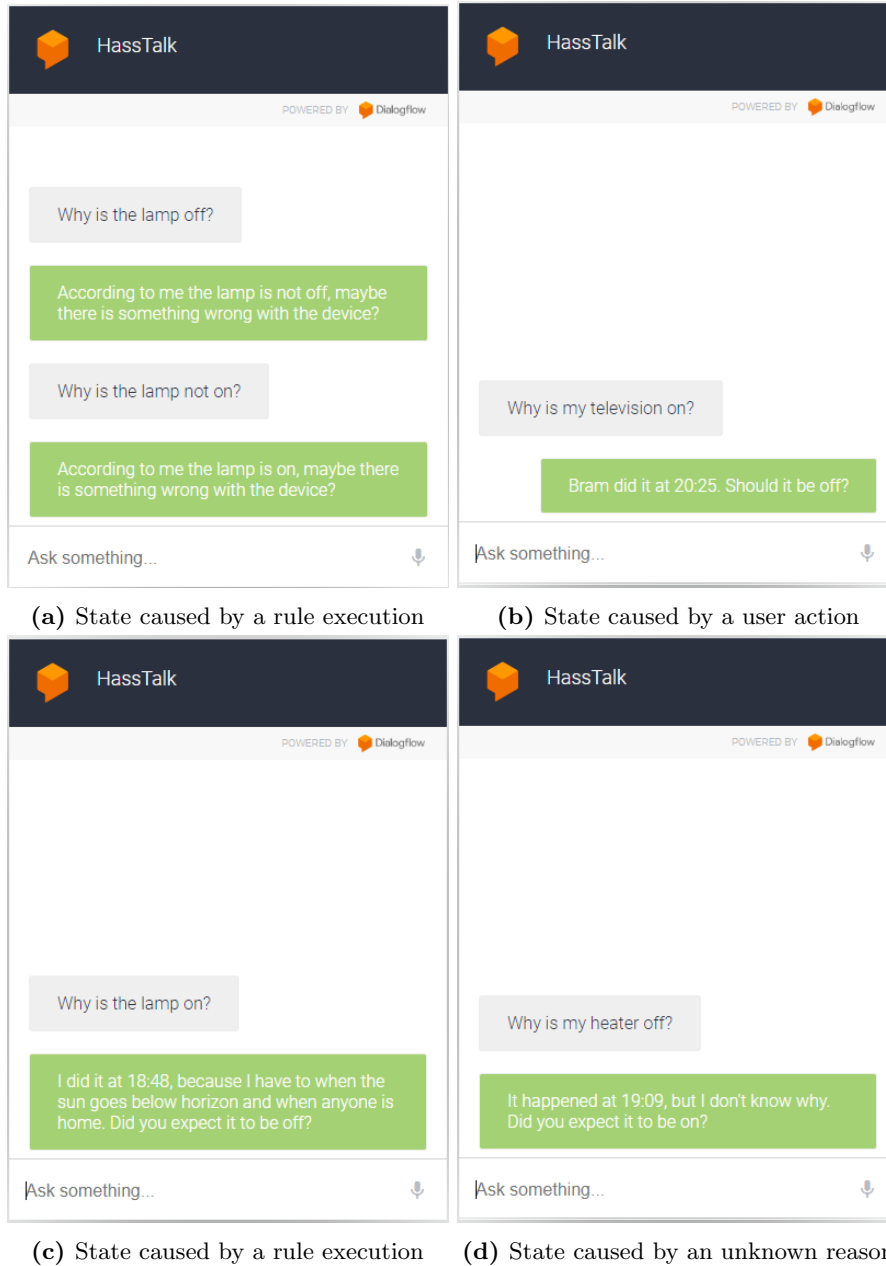 HassTalk
POWERED BY Dialogflow
Why is the lamp off?
According to me the lamp is not off, maybe
there is something wrong with the device?
Why is the lamp not on?
According to me the lamp is on, maybe there
is something wrong with the device?
Ask something...
(a) State caused by a rule execution
HassTalk
POWERED BY Dialogflow
Why is my television on?
Bram did it at 20:25. Should it be off?
Ask something...
(b) State caused by a user action
HassTalk
POWERED BY Dialogflow
Why is the lamp on?
I did it at 18:48, because I have to when the
sun goes below horizon and when anyone is
home. Did you expect it to be off?
Ask something...
(c) State caused by a rule execution
HassTalk
POWERED BY Dialogflow
Why is my heater off?
It happened at 19:09, but I don't know why.
Did you expect it to be on?
Ask something...
(d) State caused by an unknown reason